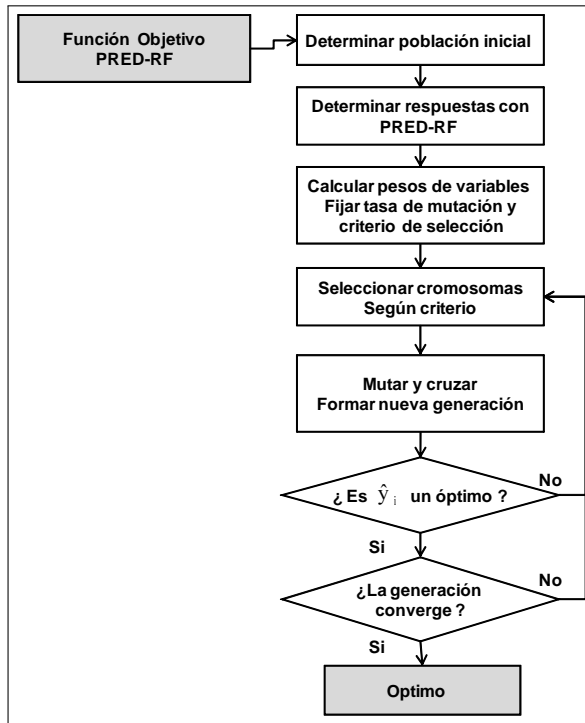 Función Objetivo
PRED-RF
Determinar población inicial
Determinar respuestas con
PRED-RF
Calcular pesos de variables
Fijar tasa de mutación y
criterio de selección
Seleccionar cromosomas
Según criterio
Mutar y cruzar
Formar nueva generación
¿ Es ŷ i un óptimo ?
No
Si
¿La generación
converge ?
No
Si
Optimo